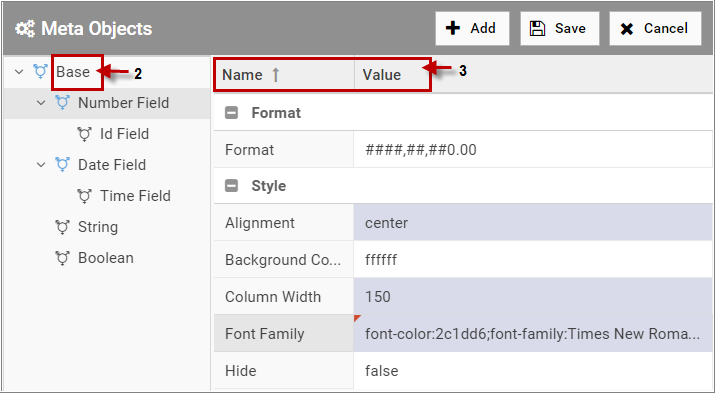 Meta Objects
Add
Save
Cancel
Base
2
Number Field
Id Field
Date Field
Time Field
String
Boolean
Name ↑ Value
3
Format
Format ####,##,##0.00
Style
Alignment center
Background Co... ffffff
Column Width 150
Font Family font-color:2c1dd6;font-family:Times New Roma...
Hide false